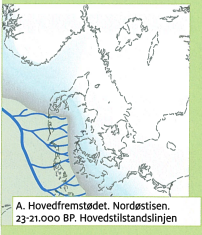 A. Hovedfremstødet. Nordøstisen.
23-21.000 BP. Hovedstilstandslinjen